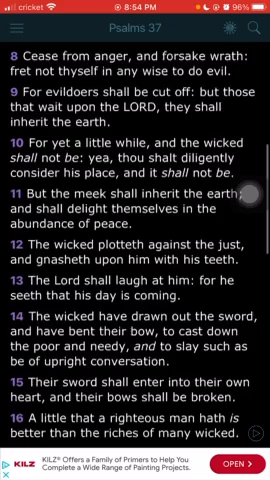 cricket 8:54 PM 96%
Psalms 37
8 Cease from anger, and forsake wrath:
fret not thyself in any wise to do evil.
9 For evildoers shall be cut off: but those
that wait upon the LORD, they shall
inherit the earth.
10 For yet a little while, and the wicked
shall not be: yea, thou shalt diligently
consider his place, and it shall not be.
11 But the meek shall inherit the earth;
and shall delight themselves in the
abundance of peace.
12 The wicked plotteth against the just,
and gnasheth upon him with his teeth.
13 The Lord shall laugh at him: for he
seeth that his day is coming.
14 The wicked have drawn out the sword,
and have bent their bow, to cast down
the poor and needy, and to slay such as
be of upright conversation.
15 Their sword shall enter into their own
heart, and their bows shall be broken.
16 A little that a righteous man hath is
better than the riches of many wicked.
KILZ
KILZ® Offers a Family of Primers to Help You
Complete a Wide Range of Painting Projects.
OPEN >